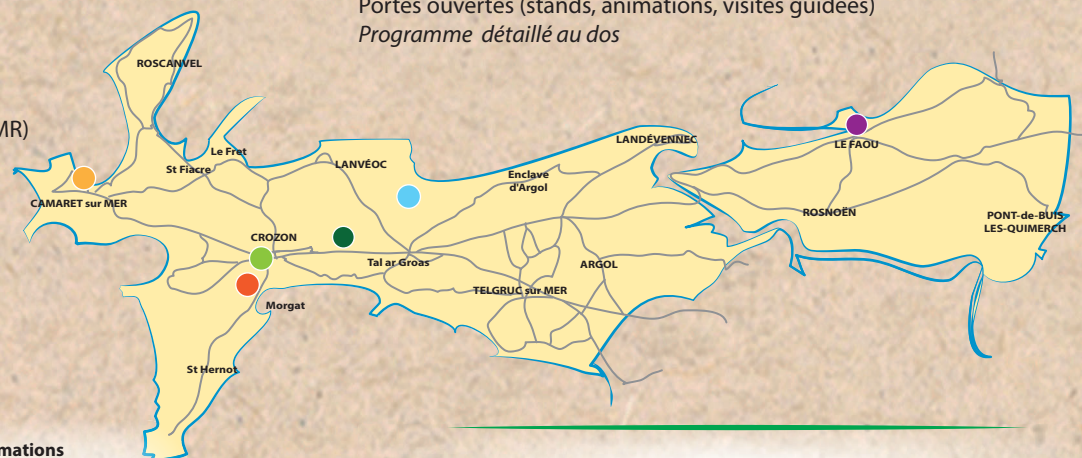 Portes ouvertes (stands, animations, visites guidées)
Programme détaillé au dos
ROSCANVEL
MR)
Le Fret
St Fiacre
LANVÉOC
LANDÉVENNEC
LE FAOU
Enclave
d'Argol
CAMARET sur MER
ROSNOËN
PONT-de-BUIS-
LES-QUIMERCH
CROZON
Tal ar Groas
ARGOL
TELGRUC sur MER
Morgat
St Hernot
mations